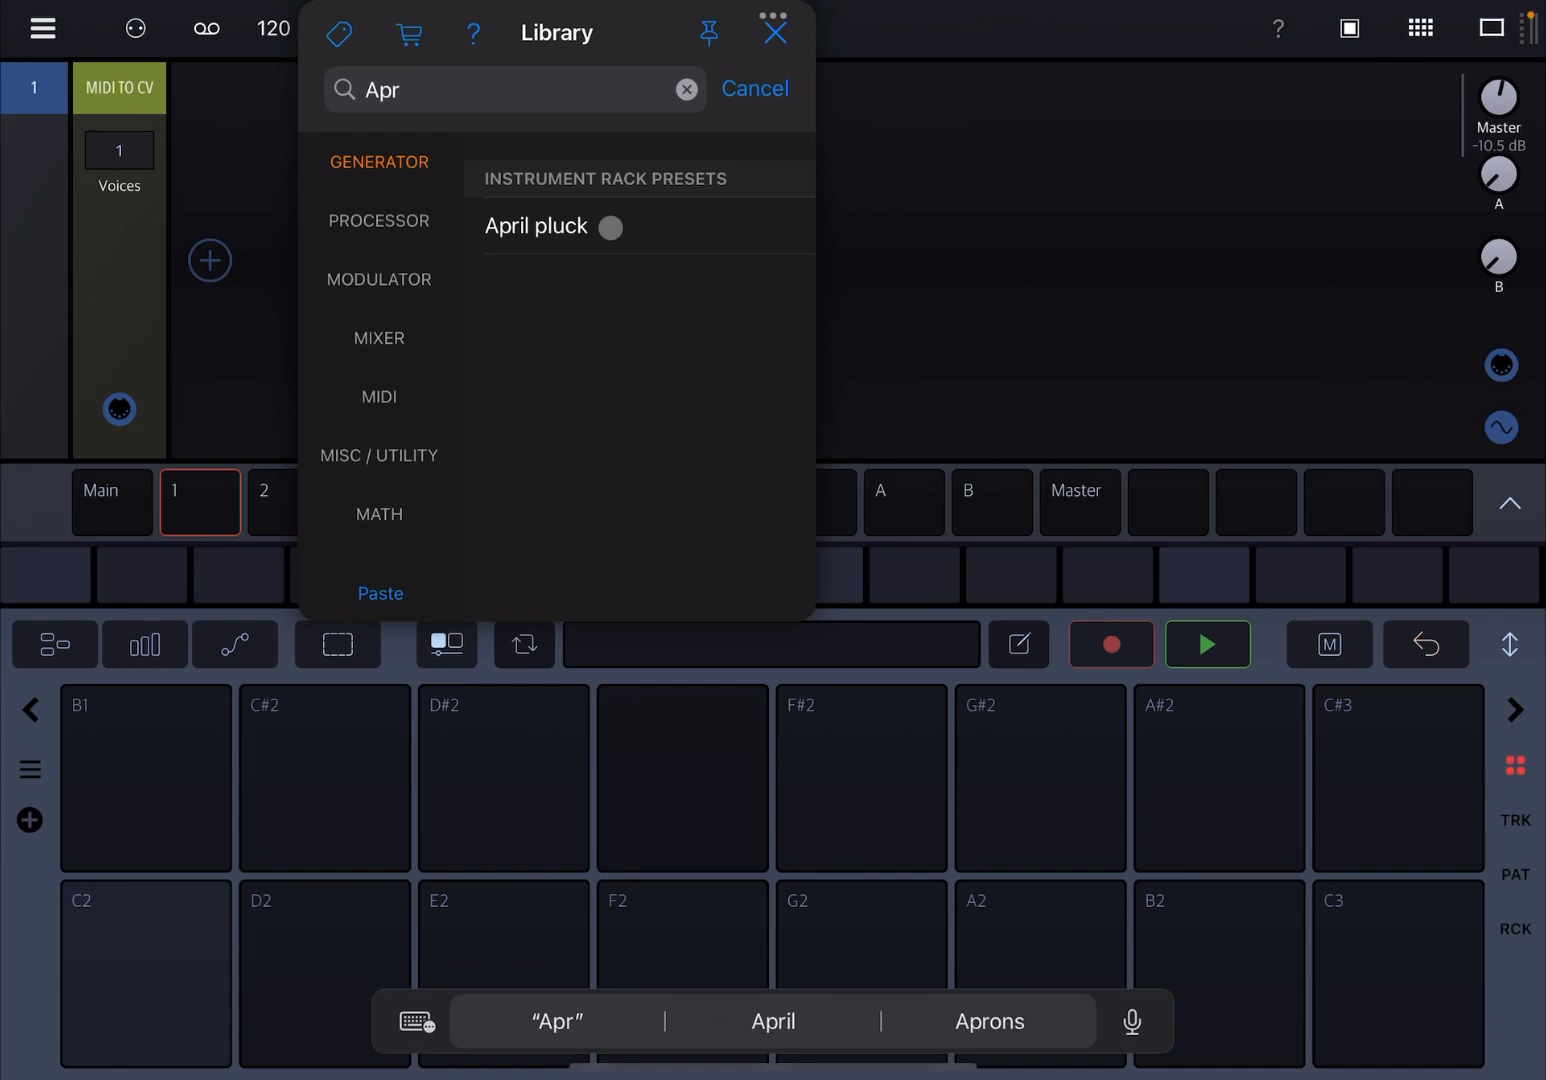 120
Library
?
?
Apr
Cancel
1
MIDI TO CV
1
Voices
GENERATOR
PROCESSOR
MODULATOR
MIXER
MIDI
MISC / UTILITY
MATH
Paste
INSTRUMENT RACK PRESETS
April pluck
Master
-10.5 dB
A
B
Main
1
2
A
B
Master
M
B1
C#2
D#2
F#2
G#2
A#2
C#3
TRK
PAT
RCK
C2
D2
E2
F2
G2
A2
B2
C3
“Apr”
April
Aprons